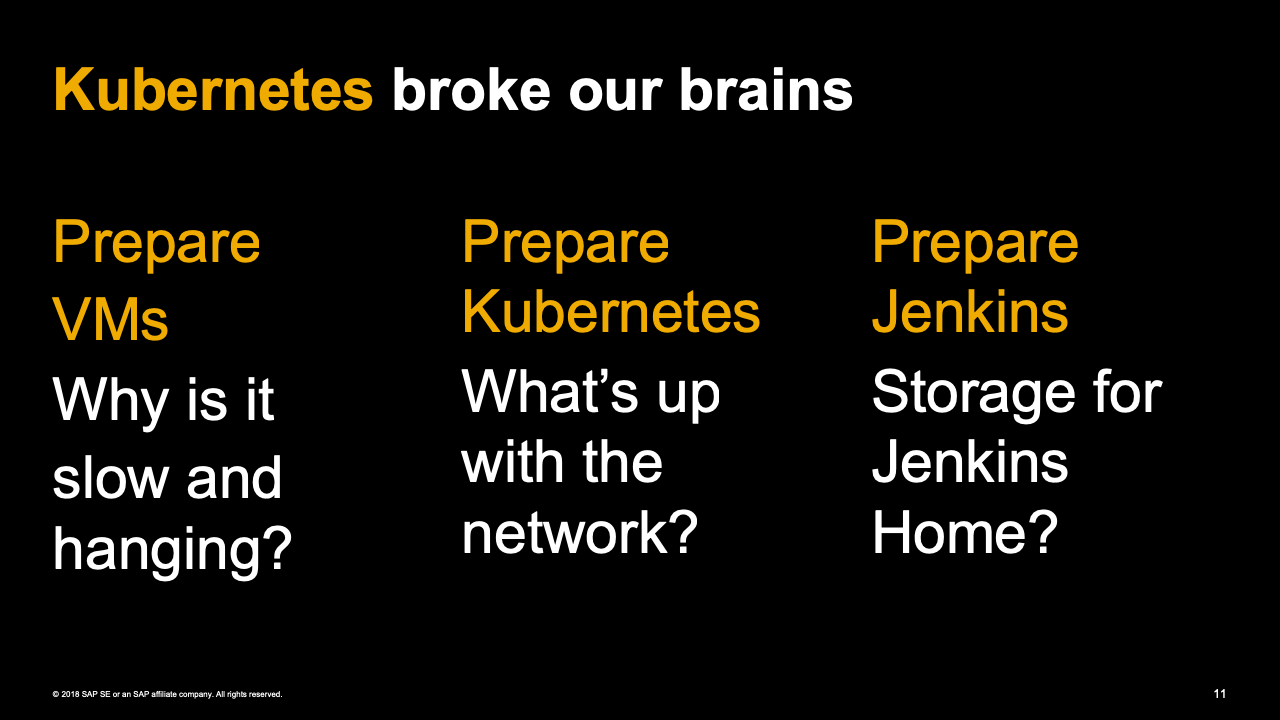 Kubernetes broke our brains
Prepare
VMs
Why is it
slow and
hanging?
Prepare
Kubernetes
What’s up
with the
network?
Prepare
Jenkins
Storage for
Jenkins
Home?
© 2018 SAP SE or an SAP affiliate company. All rights reserved.
11